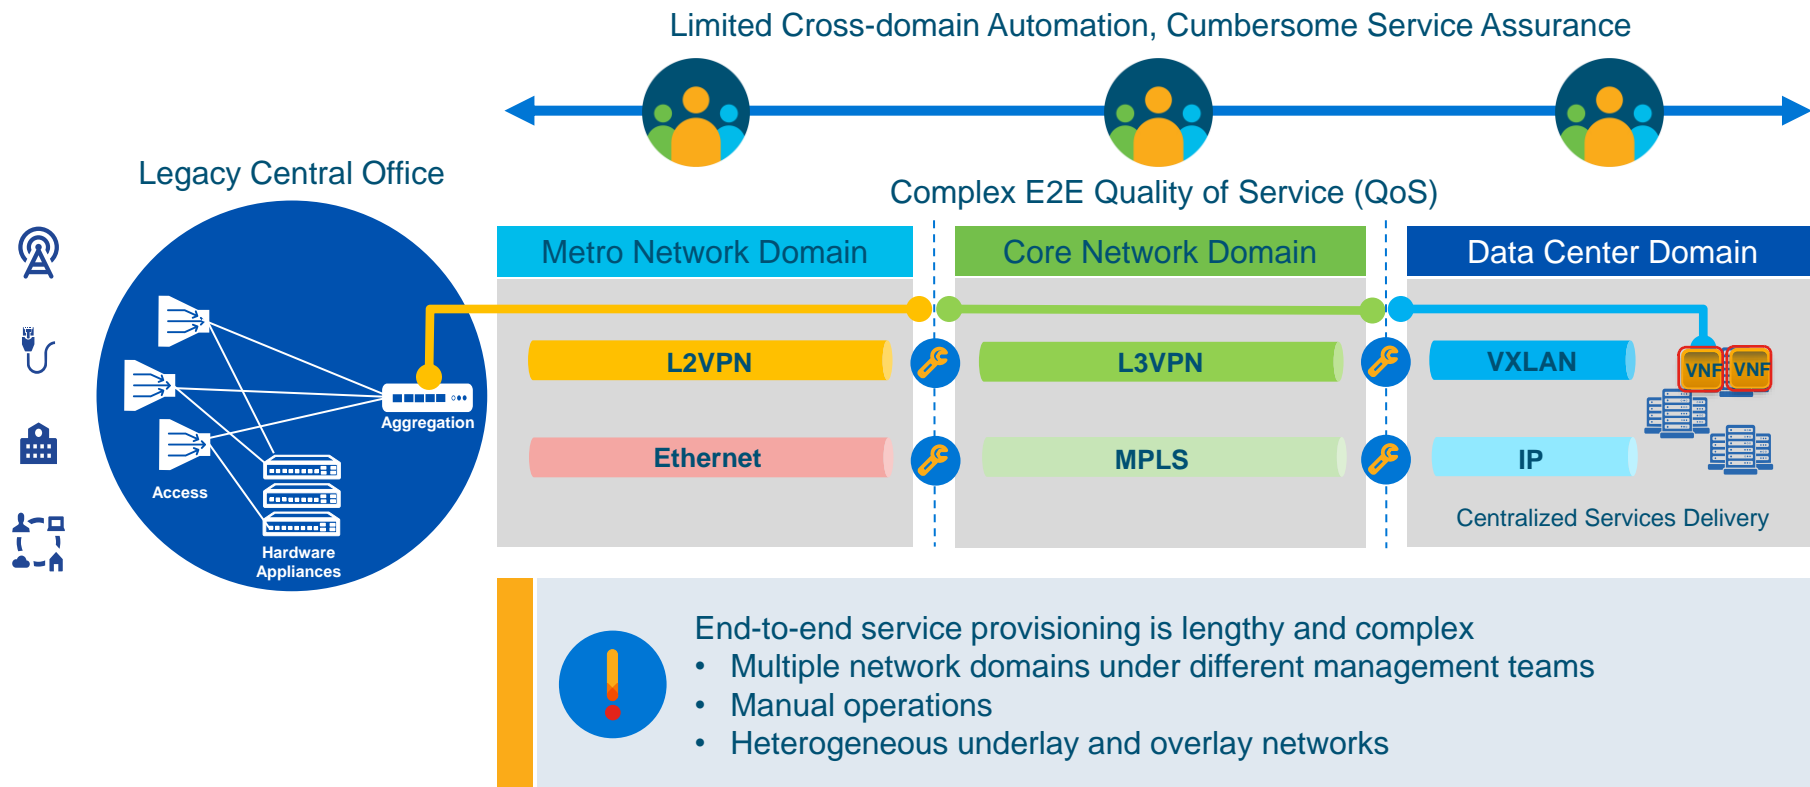 Limited Cross-domain Automation, Cumbersome Service Assurance
Legacy Central Office
Complex E2E Quality of Service (QoS)
Metro Network Domain
Core Network Domain
Data Center Domain
L2VPN
L3VPN
VXLAN
VNF
VNF
Aggregation
Ethernet
MPLS
IP
Access
Centralized Services Delivery
Hardware
Appliances
End-to-end service provisioning is lengthy and complex
• Multiple network domains under different management teams
• Manual operations
• Heterogeneous underlay and overlay networks